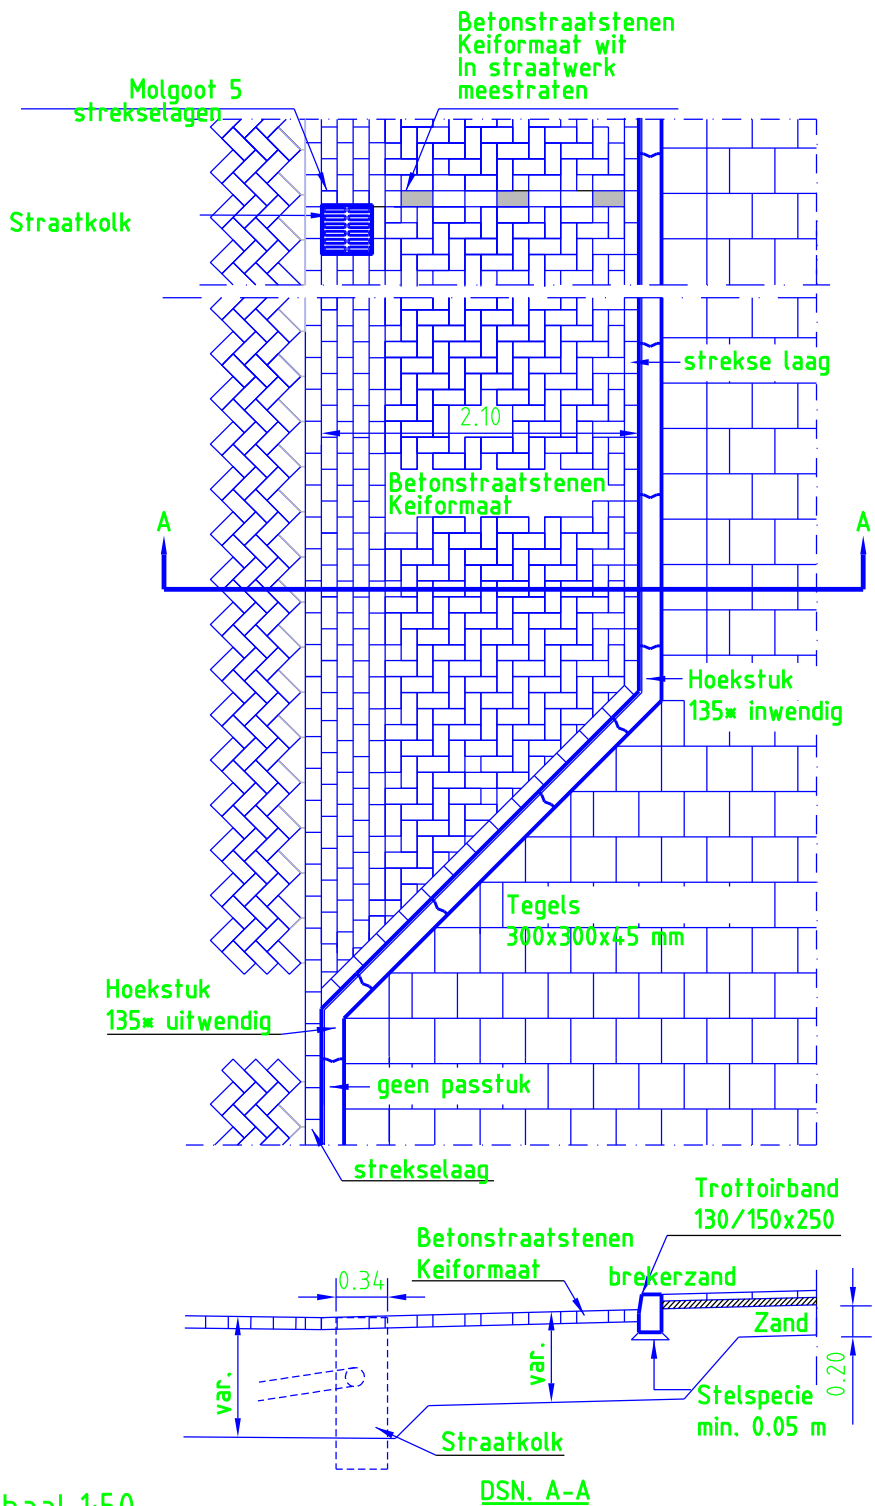 Betonstraatstenen
Keiformaat wit
In straatwerk
meestraten
Molgoot 5
strekselagen
Straatkolk
strekse laag
2.10
Betonstraatstenen
Keiformaat
A
A
Hoekstuk
135* inwendig
Tegels
300x300x45 mm
Hoekstuk
135* uitwendig
geen passtuk
strekselaag
Trottoirband
130/150x250
Betonstraatstenen
Keiformaat
brekerzand
0.34
Zand
var.
var.
0.20
Stelspecie
min. 0.05 m
Straatkolk
DSN. A-A
1:50